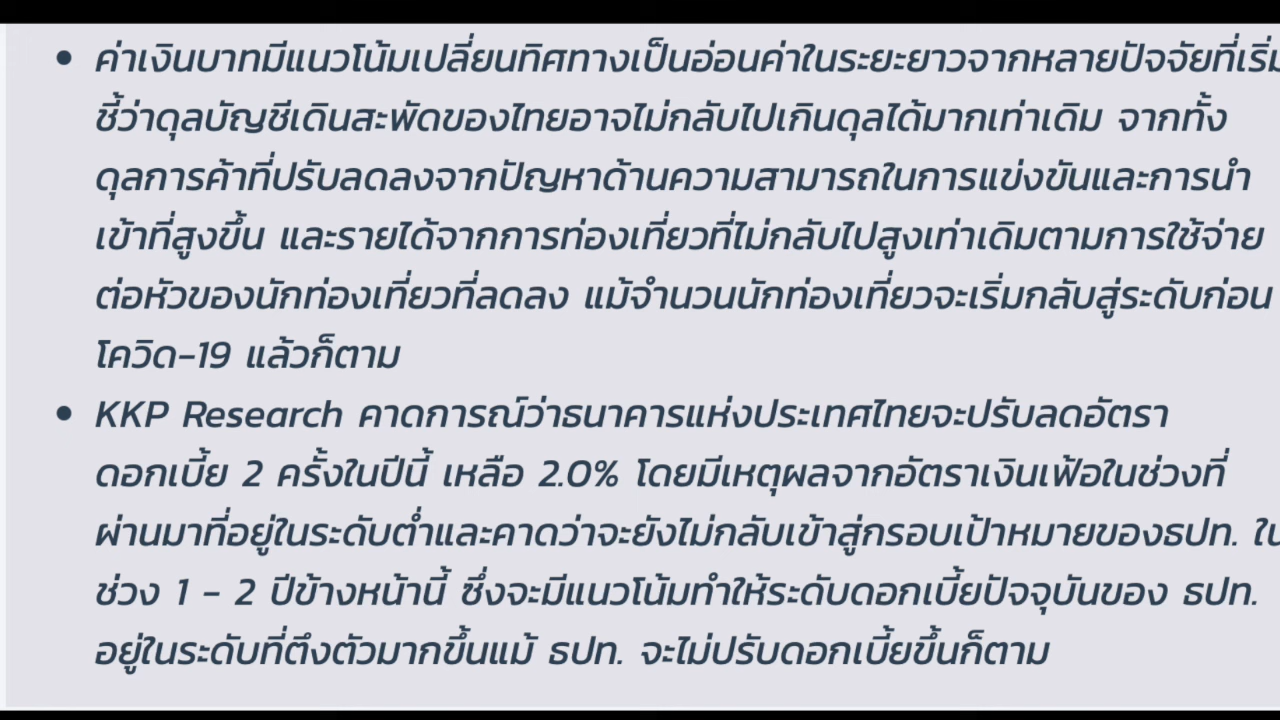 • ค่าเงินบาทมีแนวโน้มเปลี่ยนทิศทางเป็นอ่อนค่าในระยะยาวจากหลายปัจจัยที่เริ่ม
ชี้ว่าดุลบัญชีเดินสะพัดของไทยอาจไม่กลับไปเกินดุลได้มากเท่าเดิม จากทั้ง
ดุลการค้าที่ปรับลดลงจากปัญหาด้านความสามารถในการแข่งขันและการนำ
เข้าที่สูงขึ้น และรายได้จากการท่องเที่ยวที่ไม่กลับไปสูงเท่าเดิมตามการใช้จ่าย
ต่อหัวของนักท่องเที่ยวที่ลดลง แม้จำนวนนักท่องเที่ยวจะเริ่มกลับสู่ระดับก่อน
โควิด-19 แล้วก็ตาม
• KKP Research คาดการณ์ว่าธนาคารแห่งประเทศไทยจะปรับลดอัตรา
ดอกเบี้ย 2 ครั้งในปีนี้ เหลือ 2.0% โดยมีเหตุผลจากอัตราเงินเฟ้อในช่วงที่
ผ่านมาที่อยู่ในระดับต่ำและคาดว่าจะยังไม่กลับเข้าสู่กรอบเป้าหมายของธปท. ใน
ช่วง 1 - 2 ปีข้างหน้านี้ ซึ่งจะมีแนวโน้มทำให้ระดับดอกเบี้ยปัจจุบันของ ธปท.
อยู่ในระดับที่ตึงตัวมากขึ้นแม้ ธปท. จะไม่ปรับดอกเบี้ยขึ้นก็ตาม